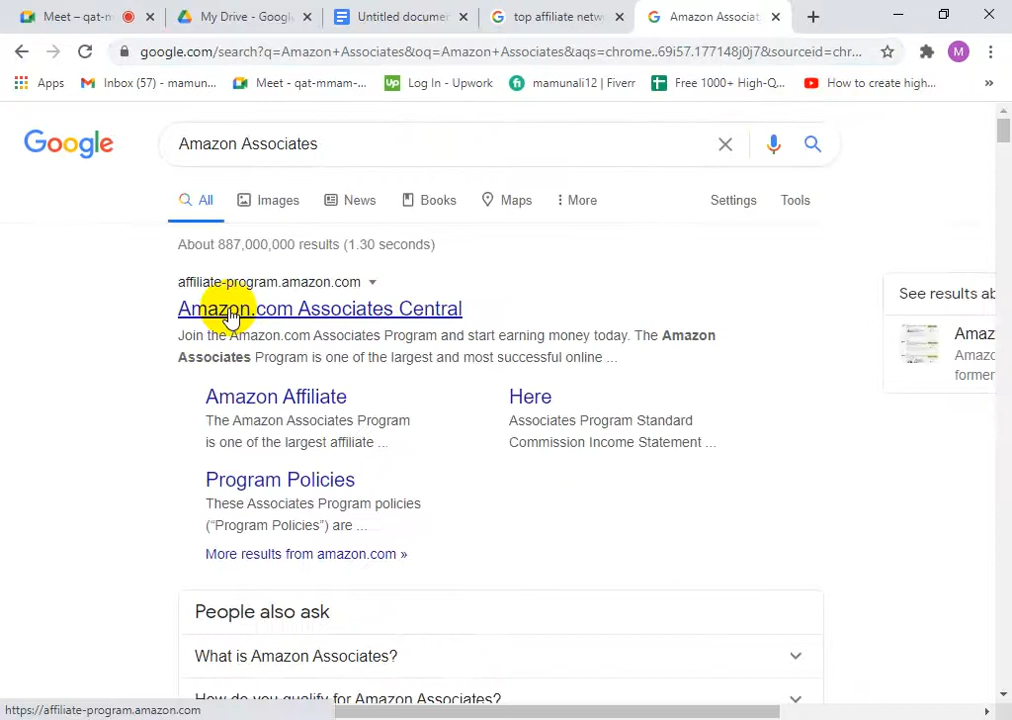 Meet – qat-m
My Drive - Google
Untitled docume
top affiliate netw
Amazon Associat
google.com/search?q=Amazon+Associates&oq=Amazon+Associates&aqs=chrome..69i57.177148j0j7&sourceid=chr...
M
Apps
Inbox (57) - mamun...
Meet - qat-mmam-...
Up
Log In - Upwork
fi
mamunali12 | Fiverr
Free 1000+ High-Q...
How to create high...
»
Google
Amazon Associates
All
Images
News
Books
Maps
More
Settings
Tools
About 887,000,000 results (1.30 seconds)
affiliate-program.amazon.com
Amazon.com Associates Central
Join the Amazon.com Associates Program and start earning money today. The Amazon
Associates Program is one of the largest and most successful online ...
Amazon Affiliate
The Amazon Associates Program
is one of the largest affiliate ...
Here
Associates Program Standard
Commission Income Statement ...
Program Policies
These Associates Program policies
(“Program Policies”) are ...
More results from amazon.com »
See results ab
Amaz
Amazc
former
People also ask
What is Amazon Associates?
How do you qualify for Amazon Associates?
https://affiliate-program.amazon.com